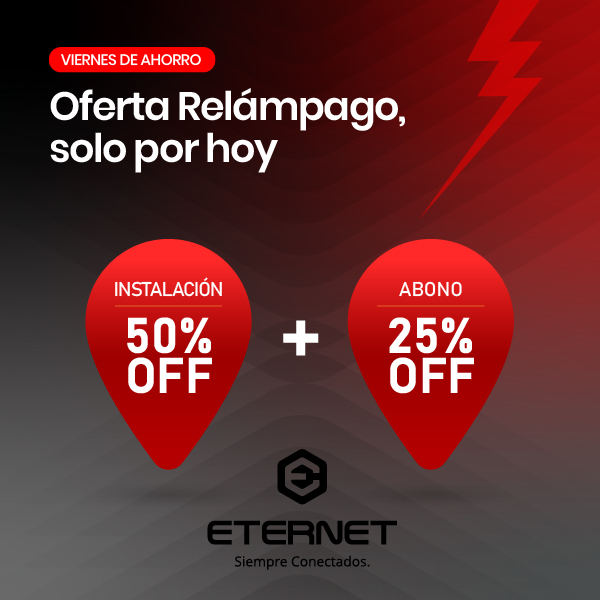 VIERNES DE AHORRO
Oferta Relámpago,
solo por hoy
INSTALACIÓN
50%
OFF
+
ABONO
25%
OFF
ETERNET
Siempre Conectados.